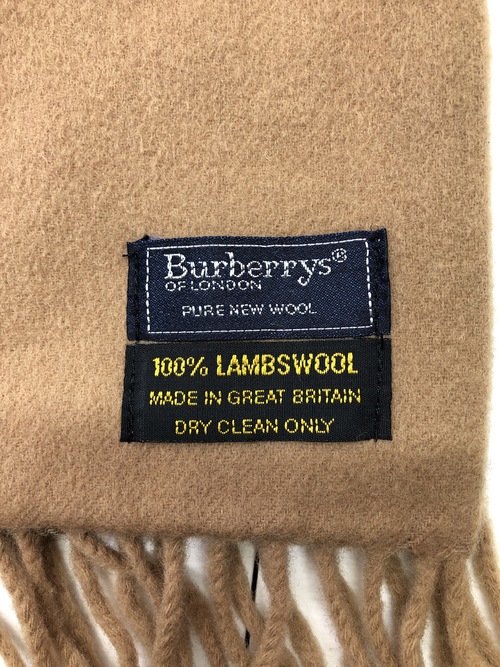 Burberrys®
OF LONDON
PURE NEW WOOL
100% LAMBSWOOL
MADE IN GREAT BRITAIN
DRY CLEAN ONLY